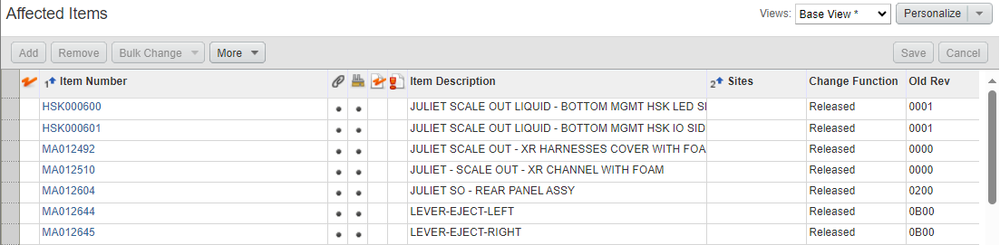 Affected Items Views: Base View * Personalize
Add Remove Bulk Change More Save Cancel
1 Item Number Item Description 2 Sites Change Function Old Rev
HSK000600 JULIET SCALE OUT LIQUID - BOTTOM MGMT HSK LED Released 0001
HSK000601 JULIET SCALE OUT LIQUID - BOTTOM MGMT HSK IO SID Released 0001
MA012492 JULIET SCALE OUT - XR HARNESSES COVER WITH FOA Released 0000
MA012510 JULIET - SCALE OUT - XR CHANNEL WITH FOAM Released 0000
MA012604 JULIET SO - REAR PANEL ASSY Released 0200
MA012644 LEVER-EJECT-LEFT Released 0B00
MA012645 LEVER-EJECT-RIGHT Released 0B00